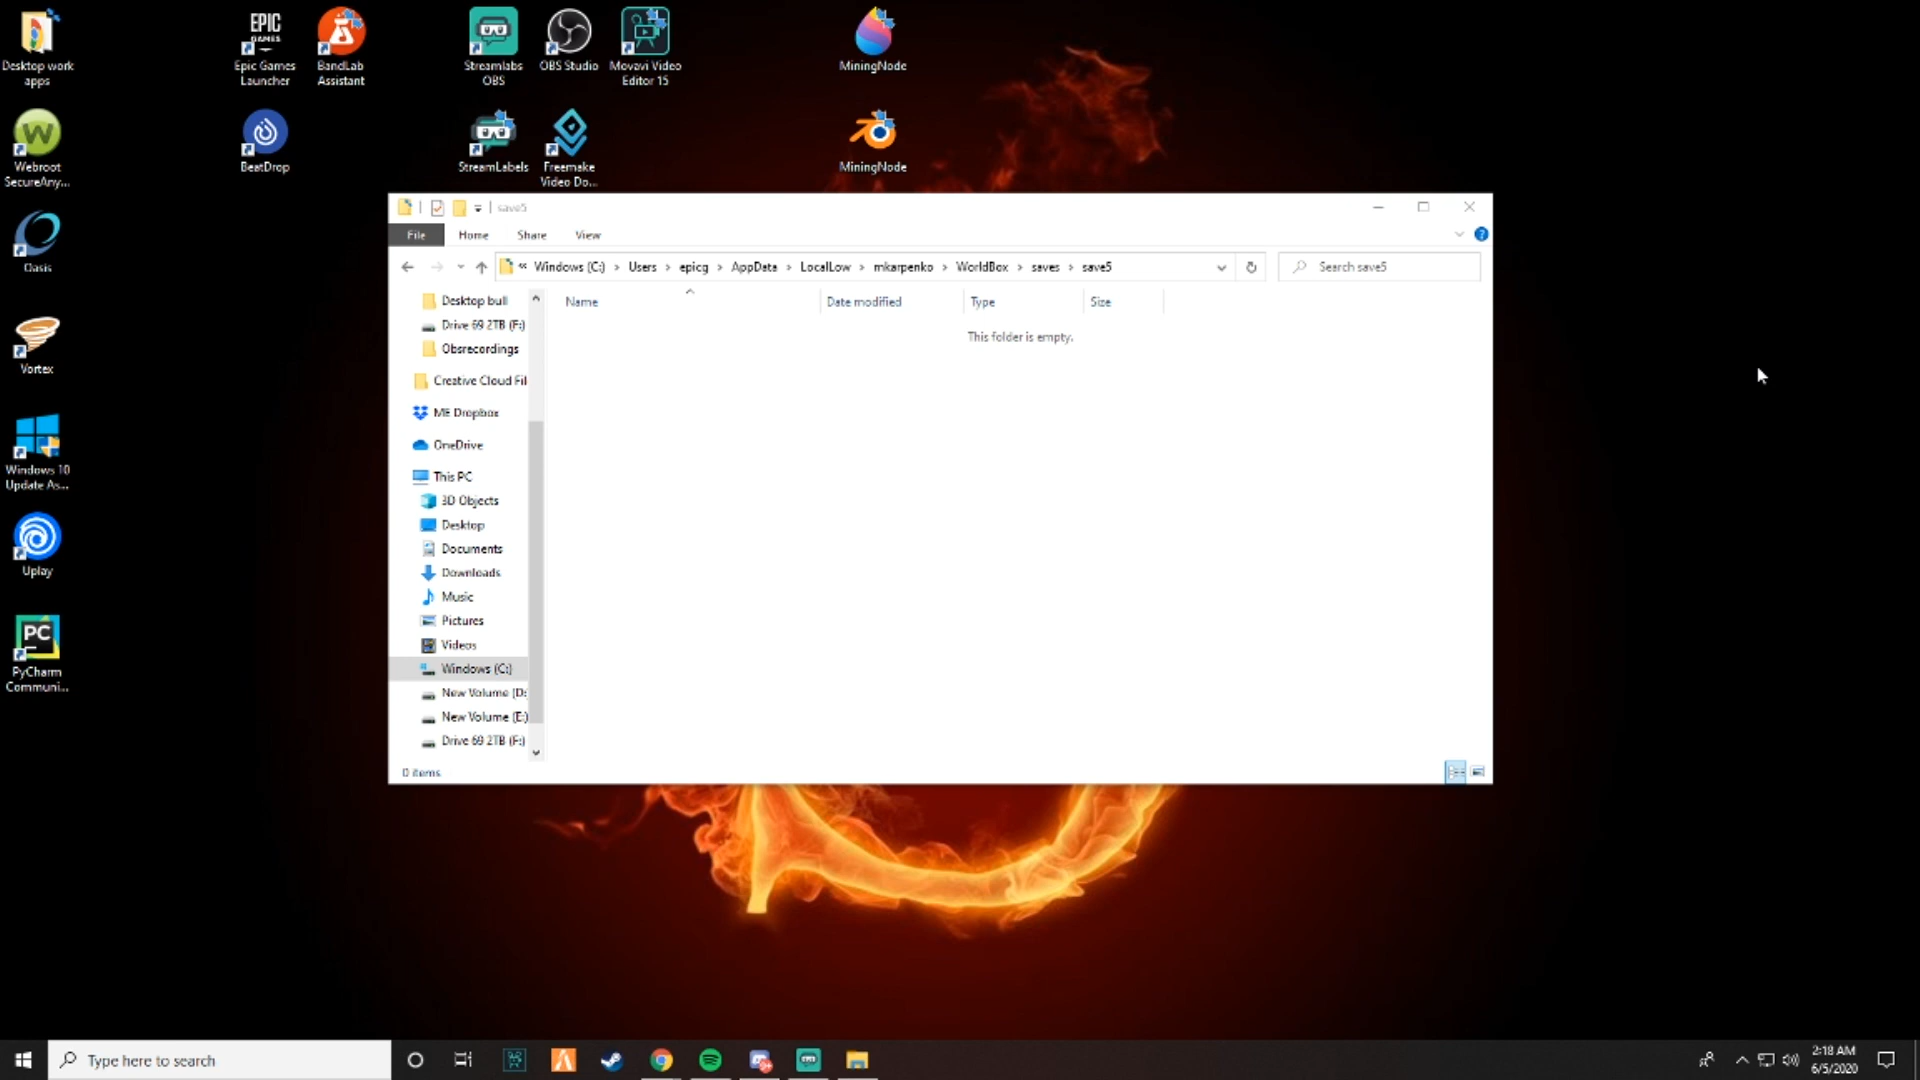 Desktop work
apps
EPIC
GAMES
Epic Games
Launcher
BandLab
Assistant
Streamlabs
OBS
OBS Studio
Movavi Video
Editor 15
MiningNode
W
Webroot
SecureAny...
BeatDrop
StreamLabels
Freemake
Video Do...
MiningNode
Oasis
Vortex
Windows 10
Update As...
Uplay
PC
PyCharm
Communi...
save5
File
Home
Share
View
« Windows (C:) › Users › epicg › AppData › LocalLow › mkarpenko › WorldBox › saves › save5
Search save5
Name
Date modified
Type
Size
This folder is empty.
Desktop bull
Drive 69 2TB (F:)
Obsrecordings
Creative Cloud Fil
ME Dropbox
OneDrive
This PC
3D Objects
Desktop
Documents
Downloads
Music
Pictures
Videos
Windows (C:)
New Volume (D:
New Volume (E:)
Drive 69 2TB (F:)
0 items
Type here to search
2:18 AM
6/5/2020